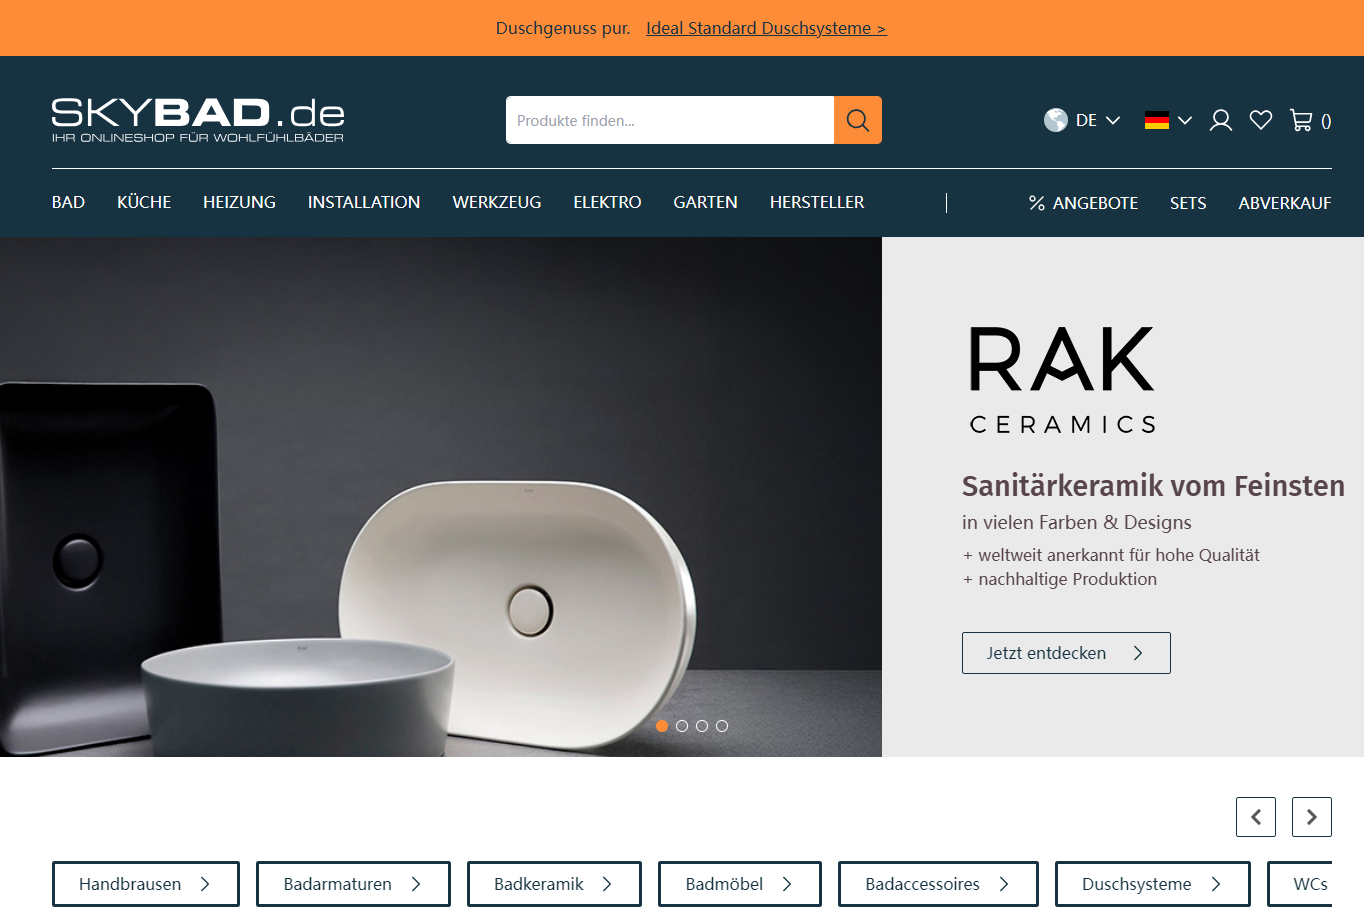 Duschgenuss pur. Ideal Standard Duschsysteme >
SKYBAD.de
IHR ONLINESHOP FÜR WOHLFÜHLBÄDER
Produkte finden...
DE
()
BAD KÜCHE HEIZUNG INSTALLATION WERKZEUG ELEKTRO GARTEN HERSTELLER % ANGEBOTE SETS ABVERKAUF
RAK
CERAMICS
Sanitärkeramik vom Feinsten
in vielen Farben & Designs
+ weltweit anerkannt für hohe Qualität
+ nachhaltige Produktion
Jetzt entdecken
Handbrausen Badarmaturen Badkeramik Badmöbel Badaccessoires Duschsysteme WCs